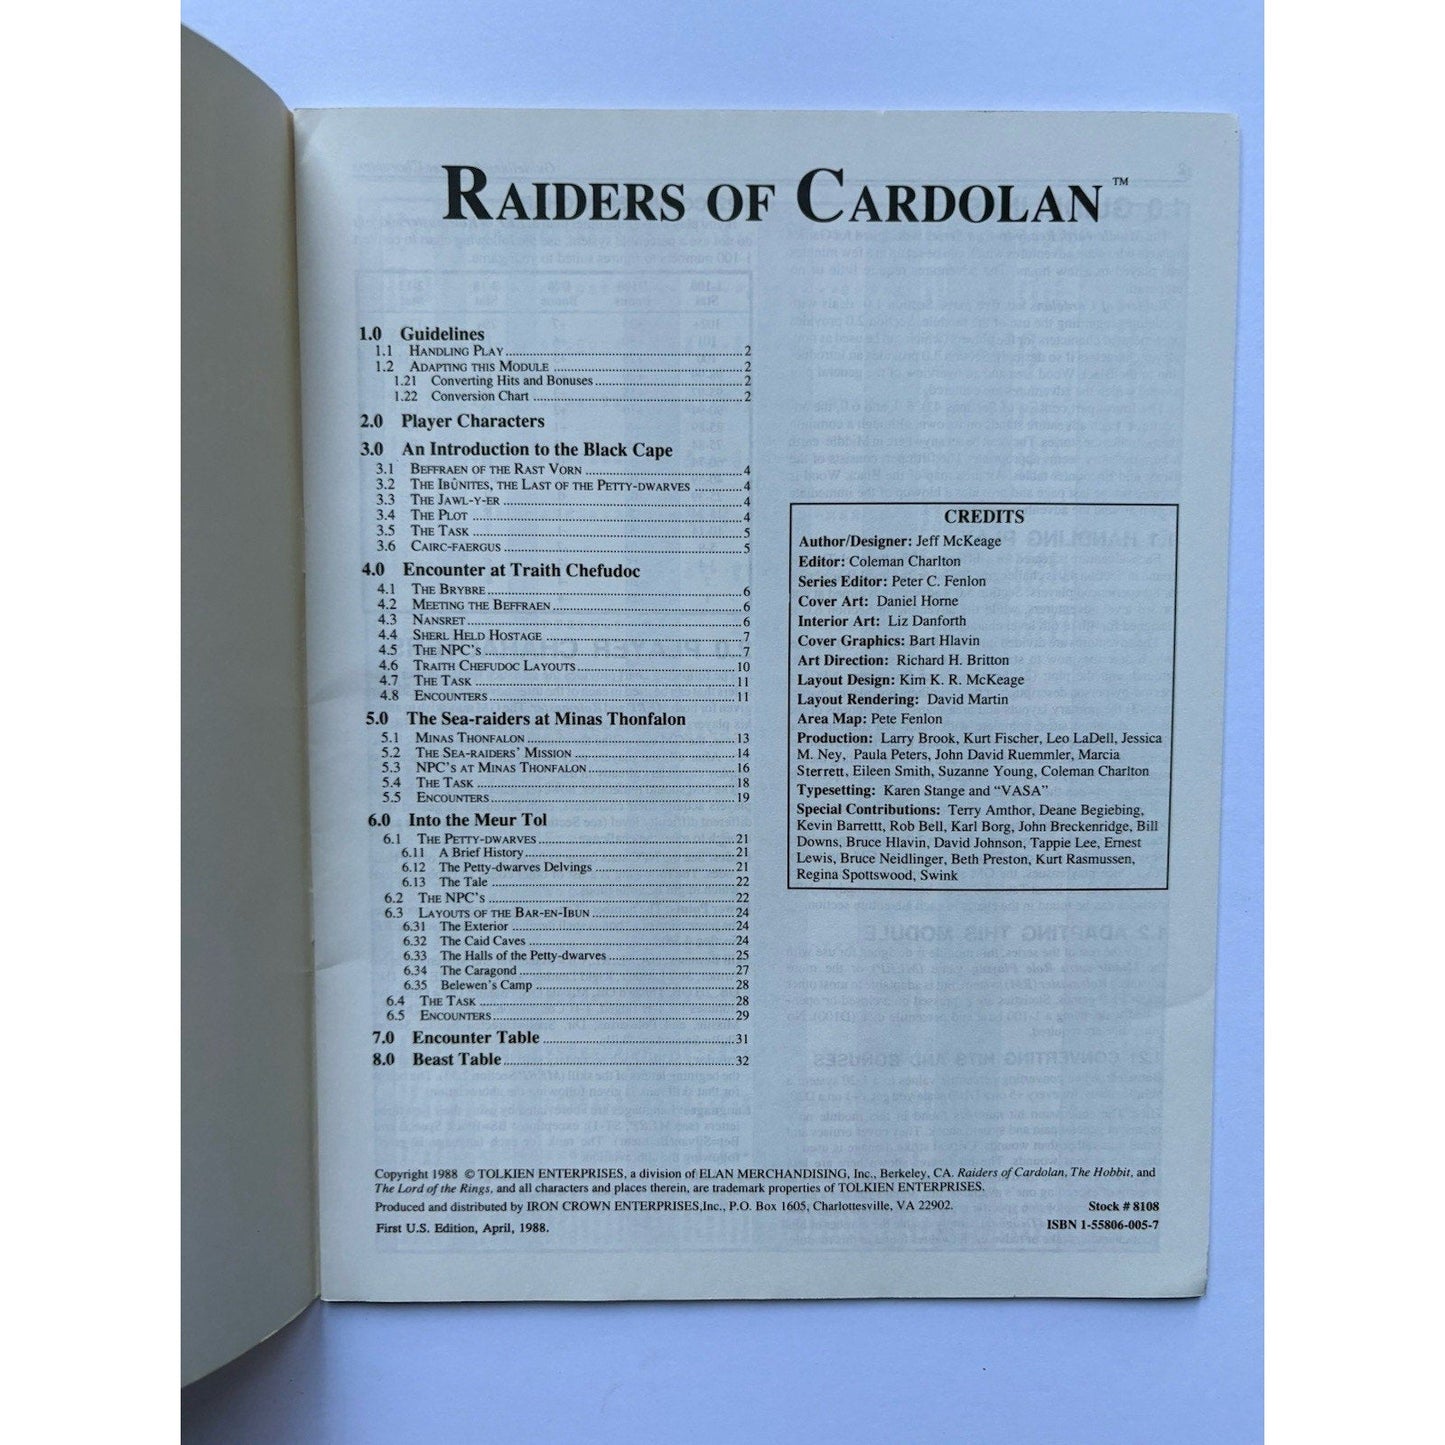 RAIDERS OF CARDOLAN™
1.0 Guidelines
1.1 HANDLING PLAY 2
1.2 ADAPTING THIS MODULE 2
1.21 Converting Hits and Bonuses 2
1.22 Conversion Chart 2
2.0 Player Characters
3.0 An Introduction to the Black Cape
3.1 BEFFRAEN OF THE RAST VORN 4
3.2 THE IBÛNITES, THE LAST OF THE PETTY-DWARVES 4
3.3 THE JAWL-Y-ER 4
3.4 THE PLOT 4
3.5 THE TASK 5
3.6 CAIRC-FAERGUS 5
4.0 Encounter at Traith Chefudoc
4.1 THE BRYBRE 6
4.2 MEETING THE BEFFRAEN 6
4.3 NANSRET 6
4.4 SHERL HELD HOSTAGE 7
4.5 THE NPC'S 7
4.6 TRAITH CHEFUDOC LAYOUTS 10
4.7 THE TASK 11
4.8 ENCOUNTERS 11
5.0 The Sea-raiders at Minas Thonfalon
5.1 MINAS THONFALON 13
5.2 THE SEA-RAIDERS' MISSION 14
5.3 NPC'S AT MINAS THONFALON 16
5.4 THE TASK 18
5.5 ENCOUNTERS 19
6.0 Into the Meur Tol
6.1 THE PETTY-DWARVES 21
6.11 A Brief History 21
6.12 The Petty-dwarves Delvings 21
6.13 The Tale 22
6.2 THE NPC'S 22
6.3 LAYOUTS OF THE BAR-EN-IBUN 24
6.31 The Exterior 24
6.32 The Caid Caves 24
6.33 The Halls of the Petty-dwarves 25
6.34 The Caragond 27
6.35 Belewen's Camp 28
6.4 THE TASK 28
6.5 ENCOUNTERS 29
7.0 Encounter Table 31
8.0 Beast Table 32
CREDITS
Author/Designer: Jeff McKeage
Editor: Coleman Charlton
Series Editor: Peter C. Fenlon
Cover Art: Daniel Horne
Interior Art: Liz Danforth
Cover Graphics: Bart Hlavin
Art Direction: Richard H. Britton
Layout Design: Kim K. R. McKeage
Layout Rendering: David Martin
Area Map: Pete Fenlon
Production: Larry Brook, Kurt Fischer, Leo LaDell, Jessica
M. Ney, Paula Peters, John David Ruemmler, Marcia
Sterrett, Eileen Smith, Suzanne Young, Coleman Charlton
Typesetting: Karen Stange and "VASA"
Special Contributions: Terry Amthor, Deane Begiebing,
Kevin Barrettt, Rob Bell, Karl Borg, John Breckenridge, Bill
Downs, Bruce Hlavin, David Johnson, Tappie Lee, Ernest
Lewis, Bruce Neidlinger, Beth Preston, Kurt Rasmussen,
Regina Spottswood, Swink
Copyright 1988 © TOLKIEN ENTERPRISES, a division of ELAN MERCHANDISING, Inc., Berkeley, CA. Raiders of Cardolan, The Hobbit, and
The Lord of the Rings, and all characters and places therein, are trademark properties of TOLKIEN ENTERPRISES.
Produced and distributed by IRON CROWN ENTERPRISES,Inc., P.O. Box 1605, Charlottesville, VA 22902. Stock # 8108
First U.S. Edition, April, 1988. ISBN 1-55806-005-7